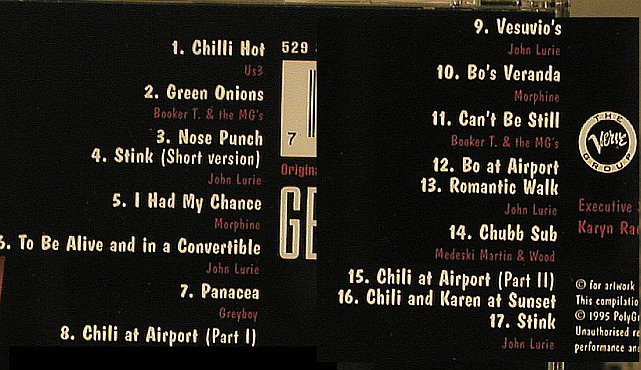 1. Chilli Hot
Us3
2. Green Onions
Booker T. & the MG's
3. Nose Punch
4. Stink (Short version)
John Lurie
5. I Had My Chance
Morphine
6. To Be Alive and in a Convertible
John Lurie
7. Panacea
Greyboy
8. Chili at Airport (Part I)
529
7
Origina
GE
9. Vesuvio's
John Lurie
10. Bo's Veranda
Morphine
11. Can't Be Still
Booker T. & the MG's
12. Bo at Airport
13. Romantic Walk
John Lurie
14. Chubb Sub
Medeski Martin & Wood
15. Chili at Airport (Part II)
16. Chili and Karen at Sunset
17. Stink
John Lurie
THE
Verve
GROUP
Executive
Karyn Rac
© for artwork
This compilatio
© 1995 PolyG
Unauthorised re
performance an